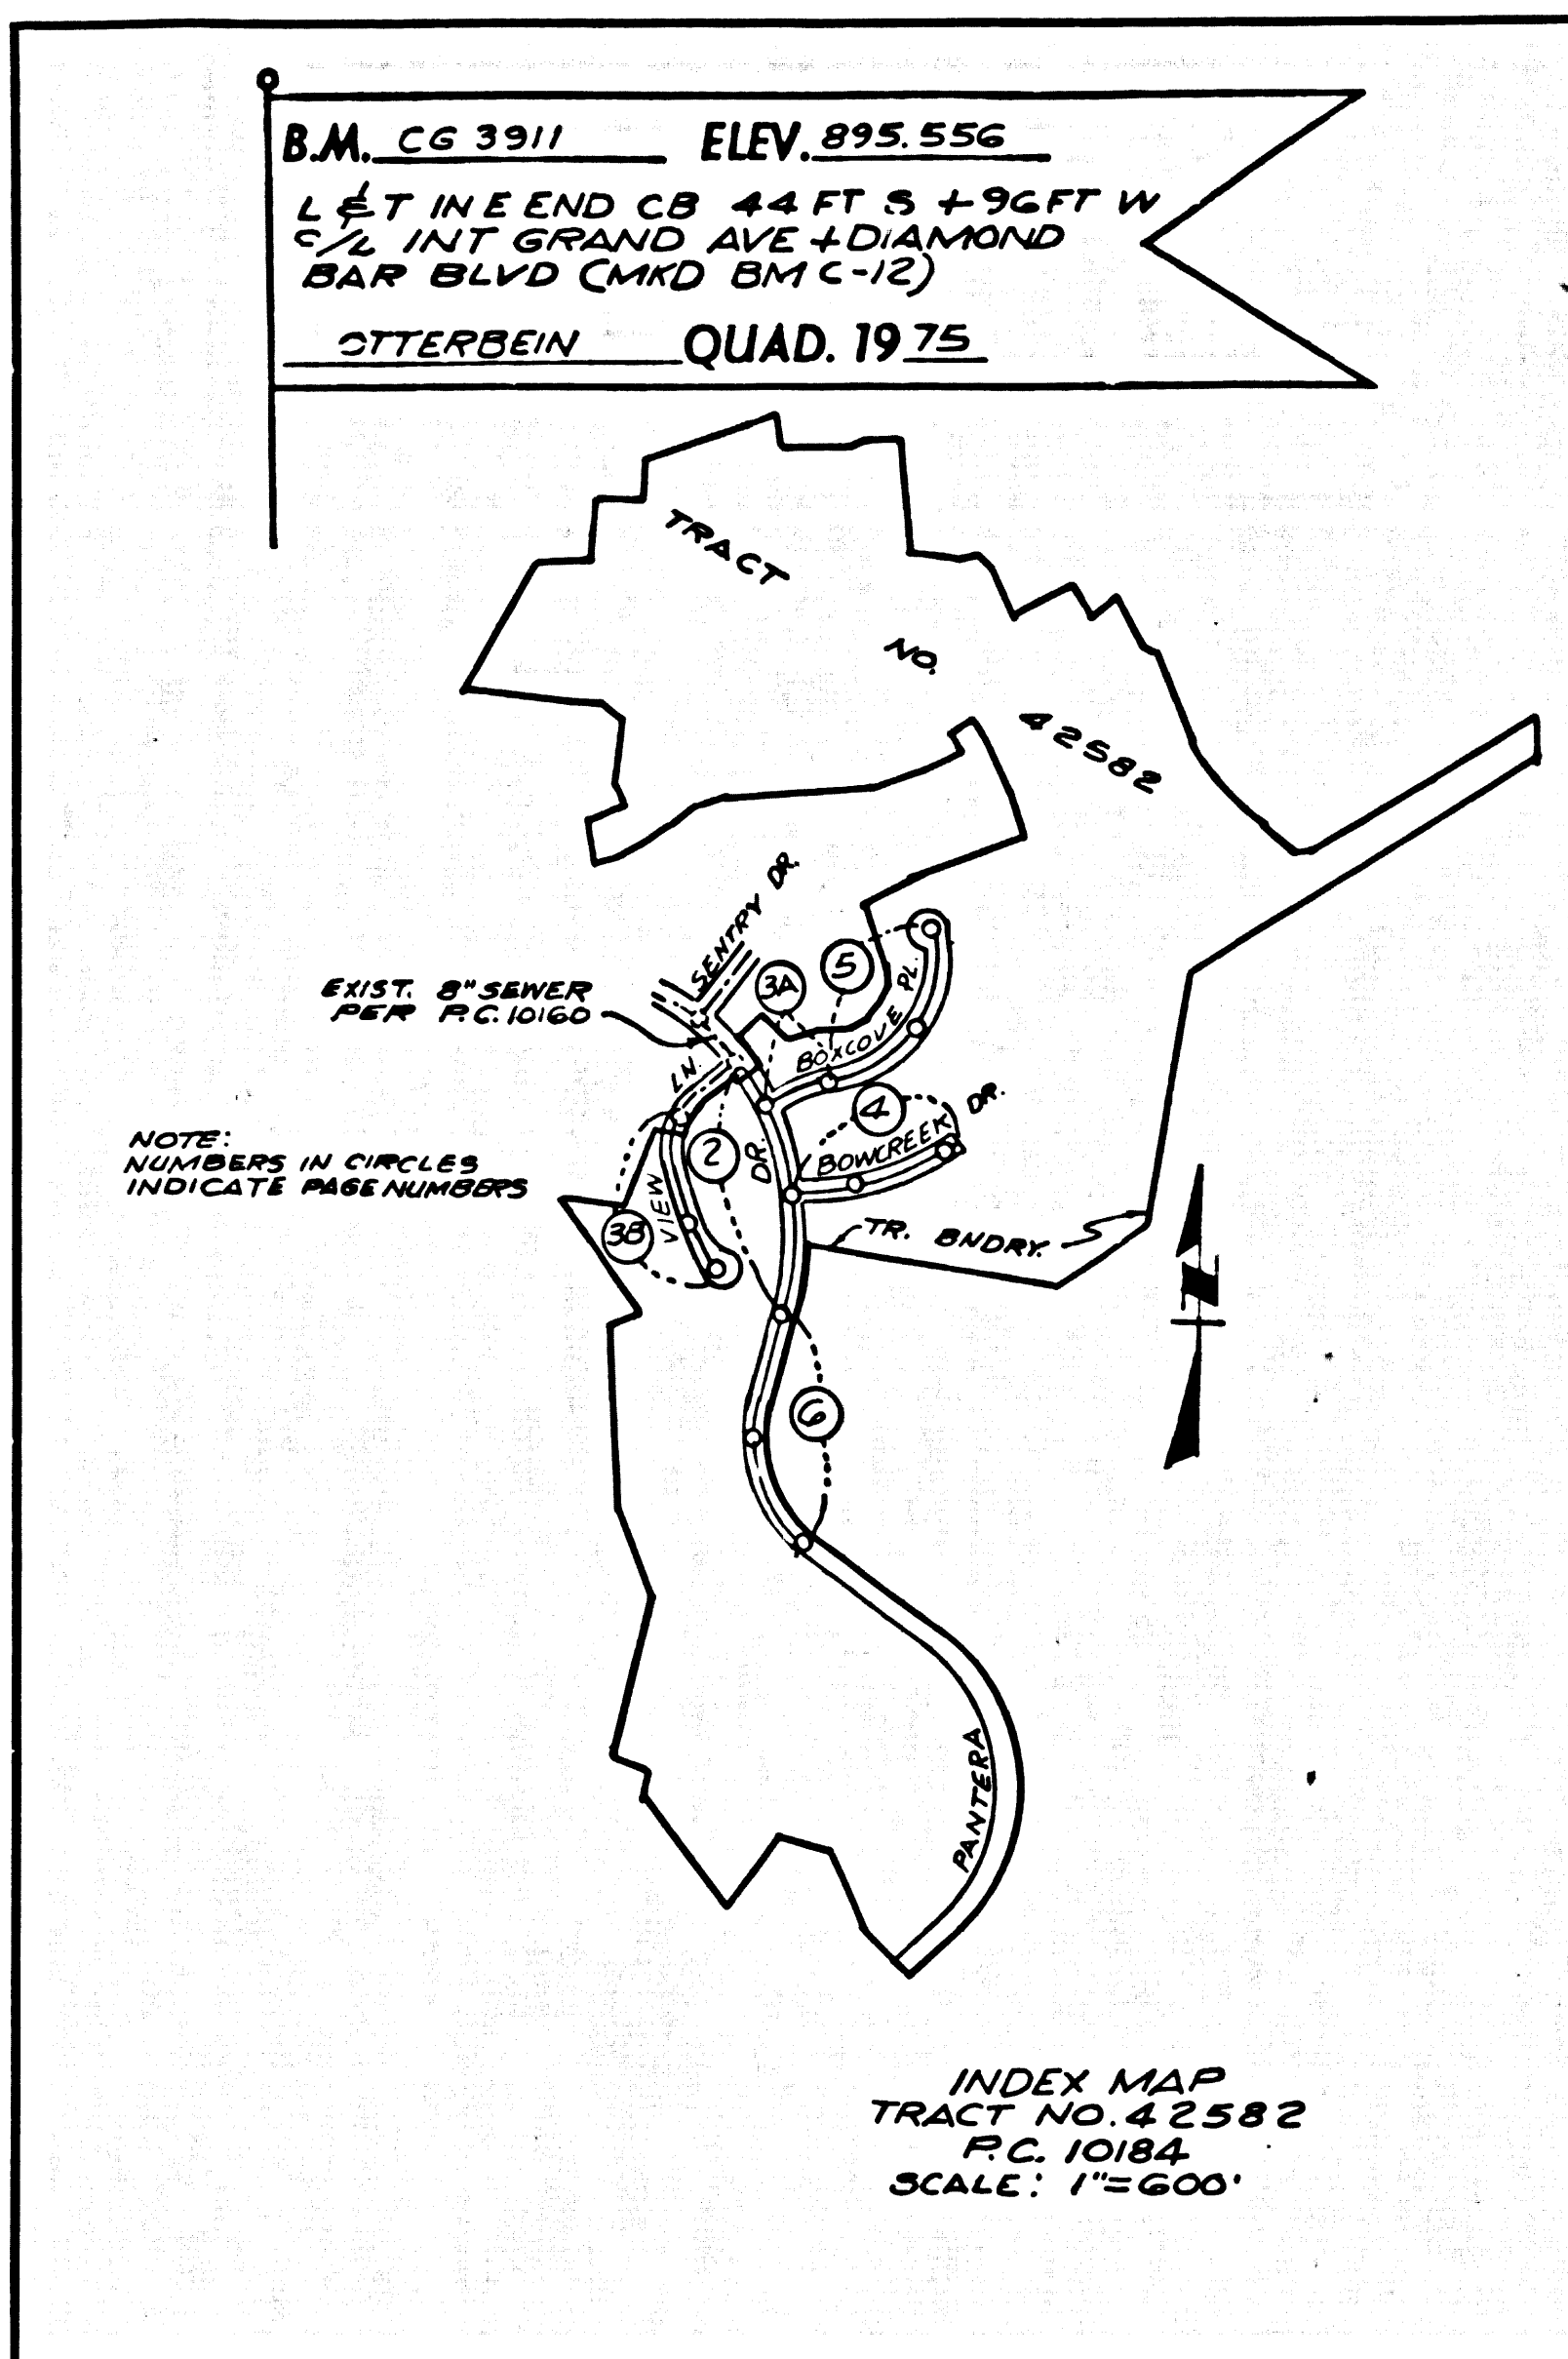 B.M. CG 3911 ELEV. 895.556
L & T IN E END CB 44 FT S + 96 FT W
C/L INT GRAND AVE + DIAMOND
BAR BLVD (MKD BM C-12)
OTTERBEIN QUAD. 1975
TRACT
NO.
42582
SENTRY DR.
3A
5
EXIST. 8" SEWER
PER P.C. 10160
BOXCOVE PL.
LN.
4
BOWCREEK DR.
NOTE:
NUMBERS IN CIRCLES
INDICATE PAGE NUMBERS
2
DR.
VIEW
3B
TR. BNDRY.
N
6
PANTERA
INDEX MAP
TRACT NO. 42582
P.C. 10184
SCALE: 1"=600'